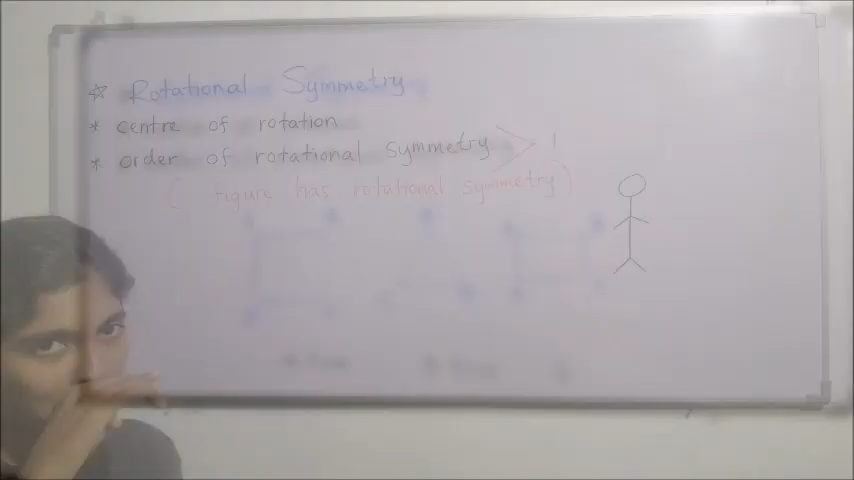 ☆ Rotational Symmetry
* centre of rotation
* order of rotational symmetry > 1
( Figure has rotational symmetry )